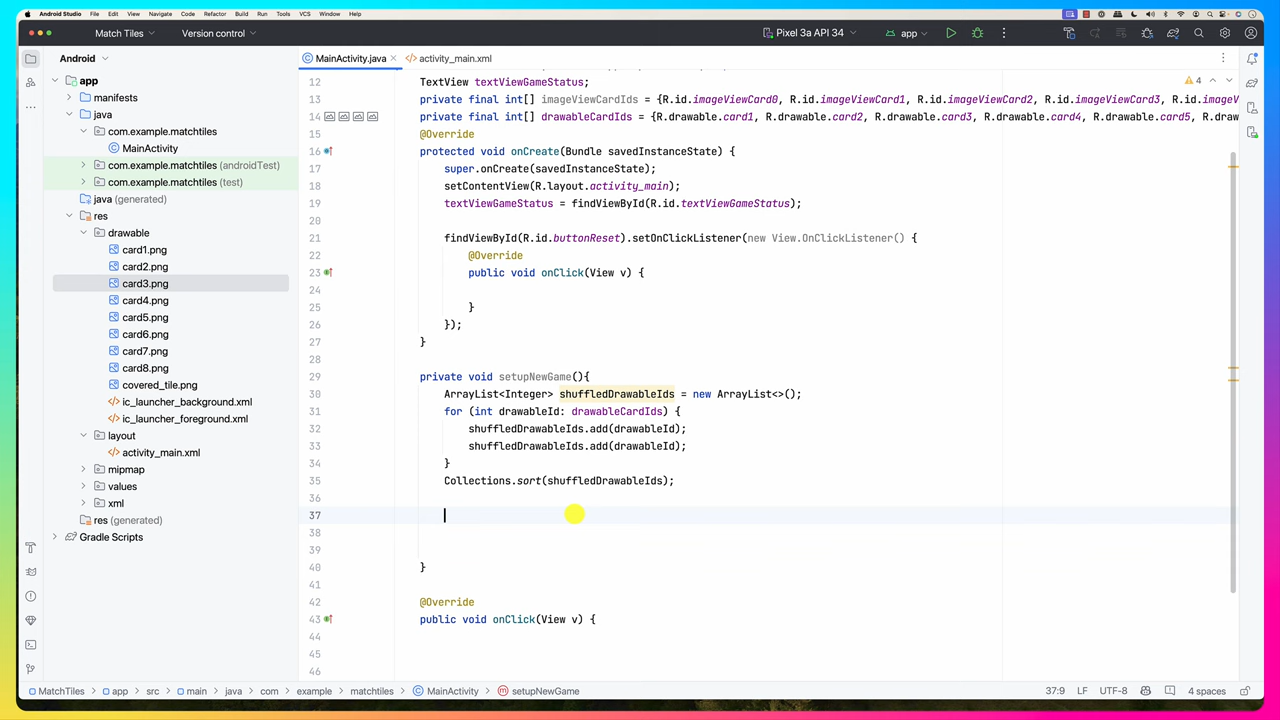 Android Studio File Edit View Navigate Code Refactor Build Run Tools VCS Window Help
Match Tiles Version control Pixel 3a API 34 app
Android
MainActivity.java activity_main.xml
app
manifests
java
com.example.matchtiles
MainActivity
com.example.matchtiles (androidTest)
com.example.matchtiles (test)
java (generated)
res
drawable
card1.png
card2.png
card3.png
card4.png
card5.png
card6.png
card7.png
card8.png
covered_tile.png
ic_launcher_background.xml
ic_launcher_foreground.xml
layout
activity_main.xml
mipmap
values
xml
res (generated)
Gradle Scripts
4
12 TextView textViewGameStatus;
13 private final int[] imageViewCardIds = {R.id.imageViewCard0, R.id.imageViewCard1, R.id.imageViewCard2, R.id.imageViewCard3, R.id.imageV
14 private final int[] drawableCardIds = {R.drawable.card1, R.drawable.card2, R.drawable.card3, R.drawable.card4, R.drawable.card5, R.draw
15 @Override
16 protected void onCreate(Bundle savedInstanceState) {
17 super.onCreate(savedInstanceState);
18 setContentView(R.layout.activity_main);
19 textViewGameStatus = findViewById(R.id.textViewGameStatus);
20
21 findViewById(R.id.buttonReset).setOnClickListener(new View.OnClickListener() {
22 @Override
23 public void onClick(View v) {
24
25 }
26 });
27 }
28
29 private void setupNewGame(){
30 ArrayList<Integer> shuffledDrawableIds = new ArrayList<>();
31 for (int drawableId: drawableCardIds) {
32 shuffledDrawableIds.add(drawableId);
33 shuffledDrawableIds.add(drawableId);
34 }
35 Collections.sort(shuffledDrawableIds);
36
37
38
39
40 }
41
42 @Override
43 public void onClick(View v) {
44
45
46
MatchTiles app src main java com example matchtiles MainActivity setupNewGame 37:9 LF UTF-8 4 spaces